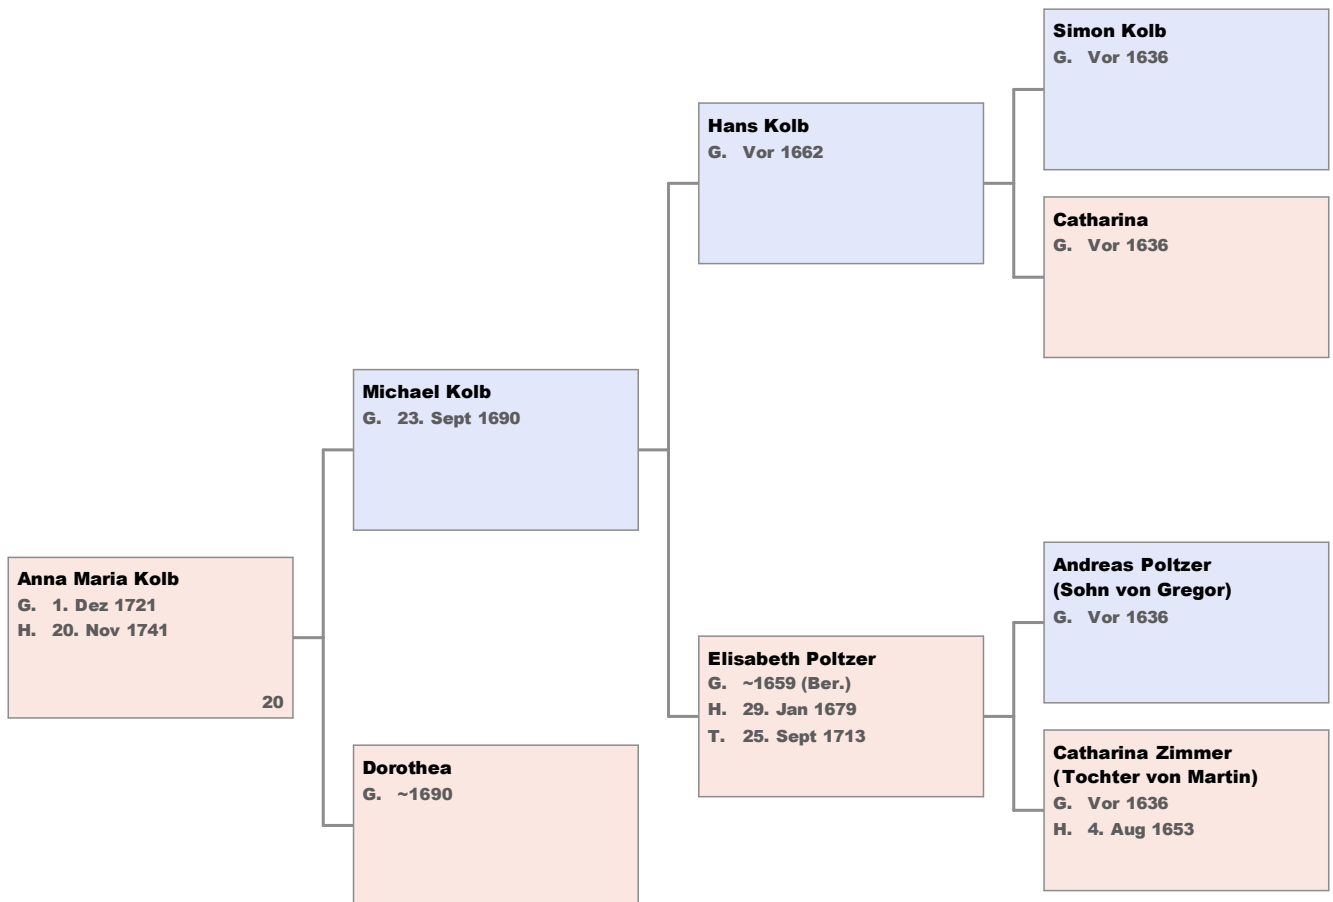 Simon Kolb
G. Vor 1636
Hans Kolb
G. Vor 1662
Catharina
G. Vor 1636
Michael Kolb
G. 23. Sept 1690
Anna Maria Kolb
G. 1. Dez 1721
H. 20. Nov 1741
20
Andreas Poltzer
(Sohn von Gregor)
G. Vor 1636
Elisabeth Poltzer
G. ~1659 (Ber.)
H. 29. Jan 1679
T. 25. Sept 1713
Dorothea
G. ~1690
Catharina Zimmer
(Tochter von Martin)
G. Vor 1636
H. 4. Aug 1653